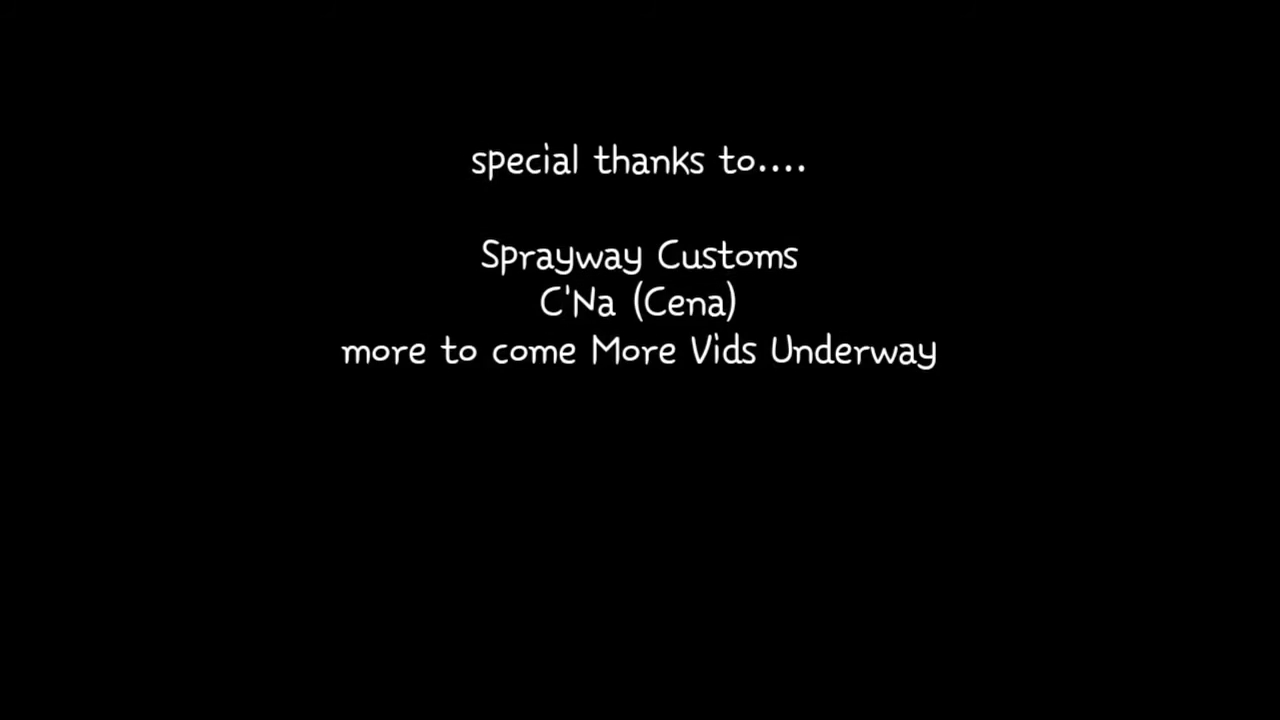 special thanks to....
Sprayway Customs
C'Na (Cena)
more to come More Vids Underway